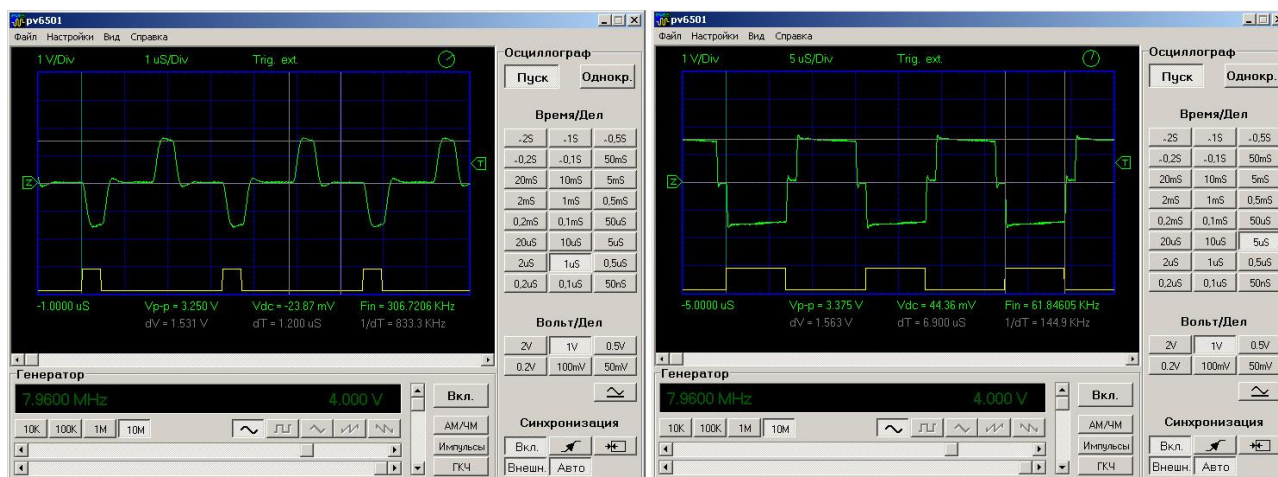 pv6501
Файл Настройки Вид Справка
1 V/Div 1 uS/Div Trig. ext.
Z
T
-1.0000 uS Vp-p = 3.250 V Vdc = -23.87 mV Fin = 306.7206 KHz
dV = 1.531 V dT = 1.200 uS 1/dT = 833.3 KHz
Осциллограф
Пуск Однокр.
Время/Дел
-2S -1S -0,5S
-0,2S -0,1S 50mS
20mS 10mS 5mS
2mS 1mS 0,5mS
0,2mS 0,1mS 50uS
20uS 10uS 5uS
2uS 1uS 0,5uS
0,2uS 0,1uS 50nS
Вольт/Дел
2V 1V 0.5V
0.2V 100mV 50mV
Генератор
7.9600 MHz 4.000 V
Вкл.
10K 100K 1M 10M
АМ/ЧМ
Импульсы
ГКЧ
Синхронизация
Вкл.
Внешн. Авто
pv6501
Файл Настройки Вид Справка
1 V/Div 5 uS/Div Trig. ext.
Z
T
-5.0000 uS Vp-p = 3.375 V Vdc = 44.36 mV Fin = 61.84605 KHz
dV = 1.563 V dT = 6.900 uS 1/dT = 144.9 KHz
Осциллограф
Пуск Однокр.
Время/Дел
-2S -1S -0,5S
-0,2S -0,1S 50mS
20mS 10mS 5mS
2mS 1mS 0,5mS
0,2mS 0,1mS 50uS
20uS 10uS 5uS
2uS 1uS 0,5uS
0,2uS 0,1uS 50nS
Вольт/Дел
2V 1V 0.5V
0.2V 100mV 50mV
Генератор
7.9600 MHz 4.000 V
Вкл.
10K 100K 1M 10M
АМ/ЧМ
Импульсы
ГКЧ
Синхронизация
Вкл.
Внешн. Авто